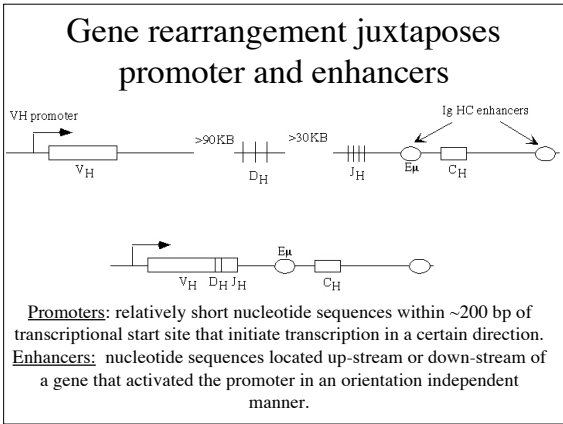 Gene rearrangement juxtaposes
promoter and enhancers
VH promoter
Ig HC enhancers
>90KB
>30KB
VH
DH
JH
Eμ
CH
Eμ
VH DH JH
CH
Promoters: relatively short nucleotide sequences within ~200 bp of
transcriptional start site that initiate transcription in a certain direction.
Enhancers: nucleotide sequences located up-stream or down-stream of
a gene that activated the promoter in an orientation independent
manner.